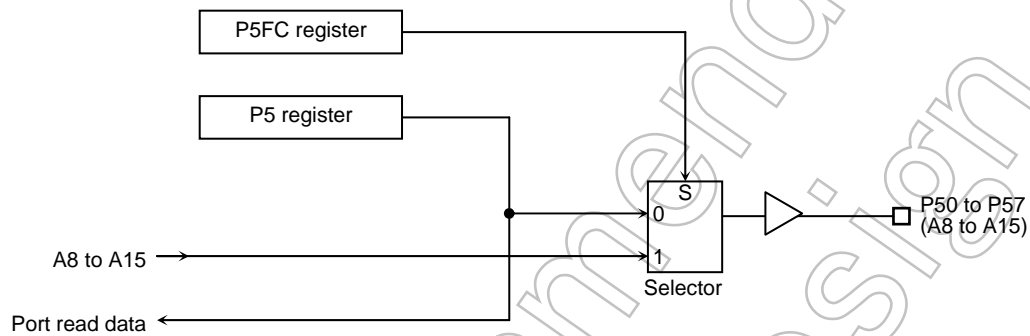 P5FC register
P5 register
S
0
P50 to P57
(A8 to A15)
A8 to A15
1
Selector
Port read data